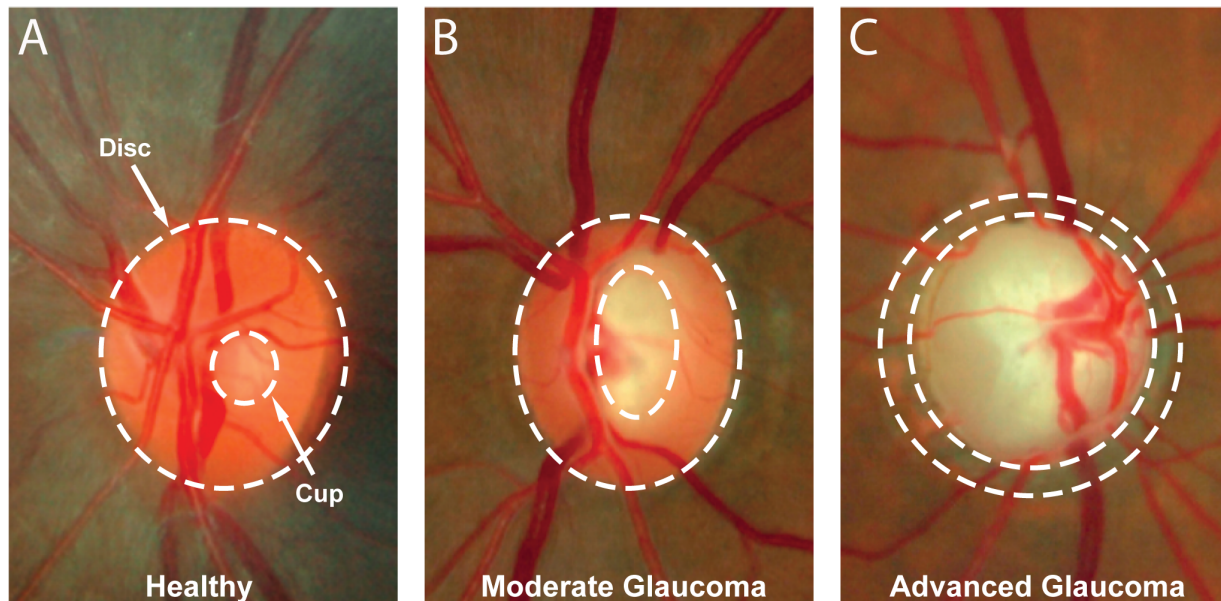 A
B
C
Disc
Cup
Healthy
Moderate Glaucoma
Advanced Glaucoma